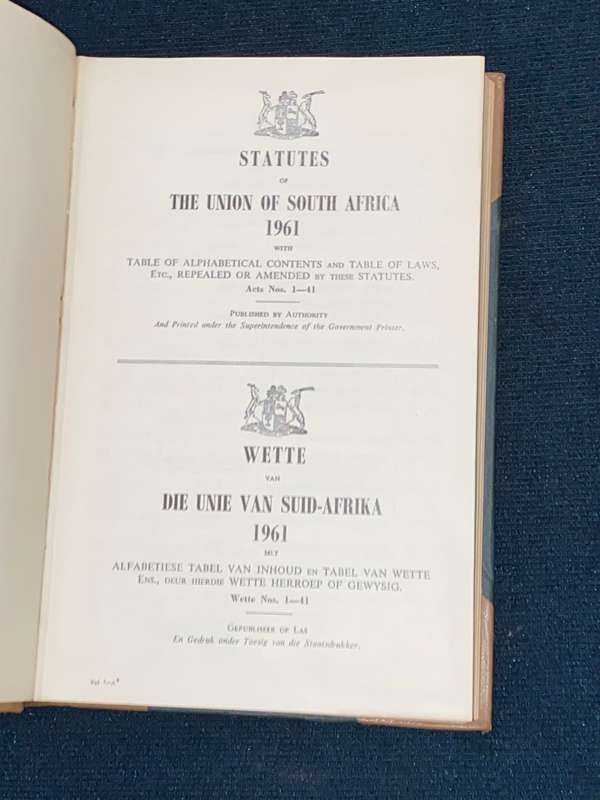 STATUTES
OF
THE UNION OF SOUTH AFRICA
1961
WITH
TABLE OF ALPHABETICAL CONTENTS AND TABLE OF LAWS,
ETC., REPEALED OR AMENDED BY THESE STATUTES.
Acts Nos. 1—41
PUBLISHED BY AUTHORITY
And Printed under the Superintendence of the Government Printer.
WETTE
VAN
DIE UNIE VAN SUID-AFRIKA
1961
MET
ALFABETIESE TABEL VAN INHOUD EN TABEL VAN WETTE
ENS., DEUR HIERDIE WETTE HERROEP OF GEWYSIG.
Wette Nos. 1—41
GEPUBLISEER OP LAS
En Gedruk onder Toesig van die Staatsdrukker.